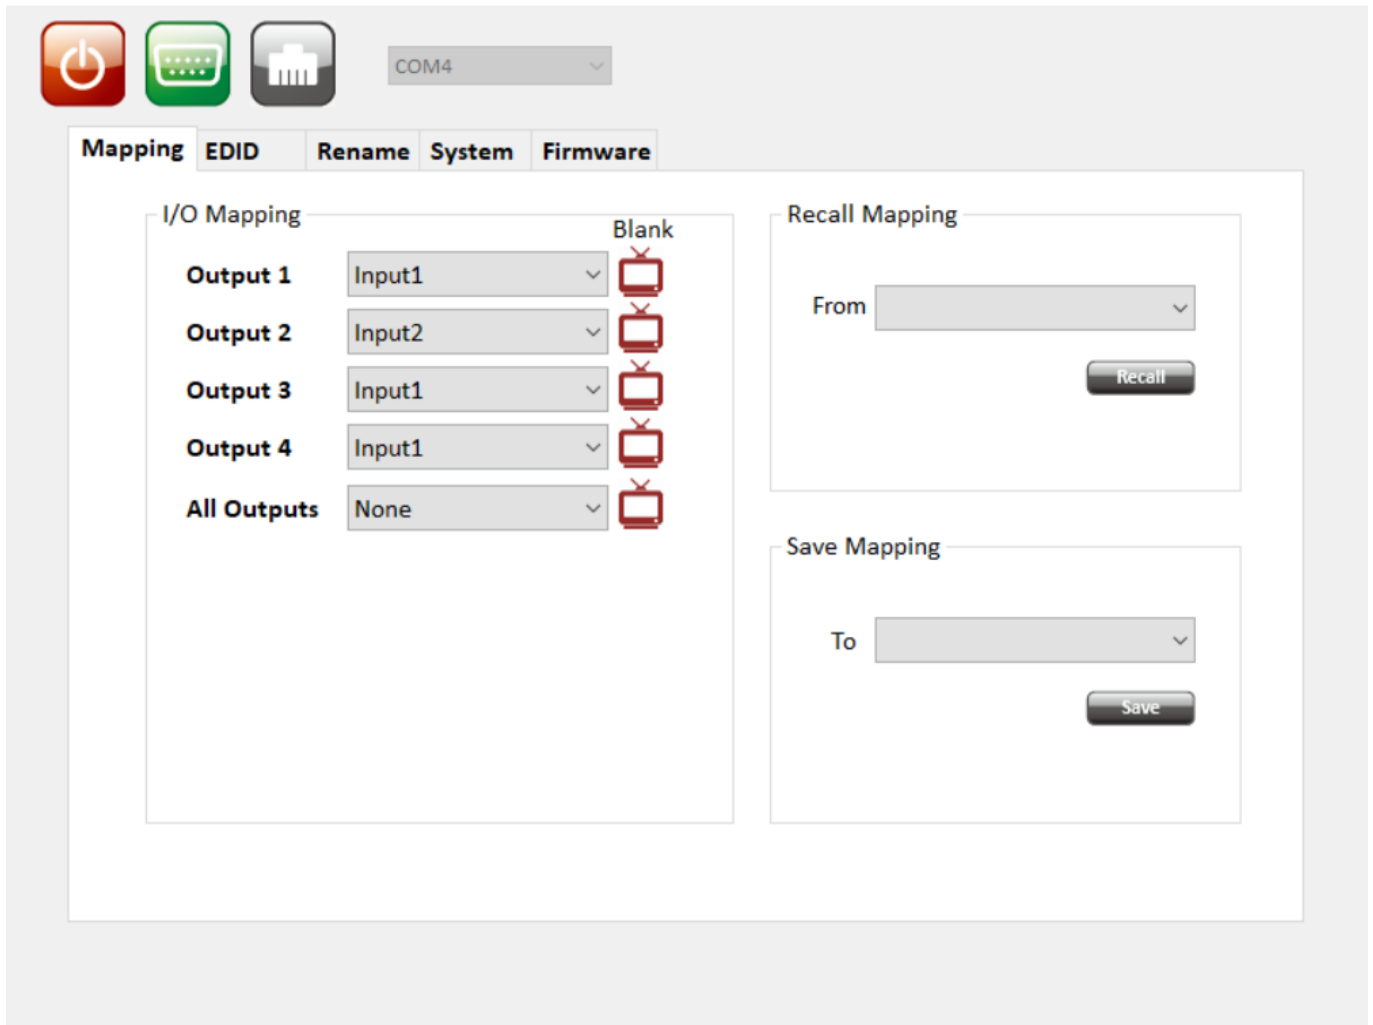 COM4
Mapping EDID Rename System Firmware
I/O Mapping
Blank
Output 1 Input1
Output 2 Input2
Output 3 Input1
Output 4 Input1
All Outputs None
Recall Mapping
From
Recall
Save Mapping
To
Save